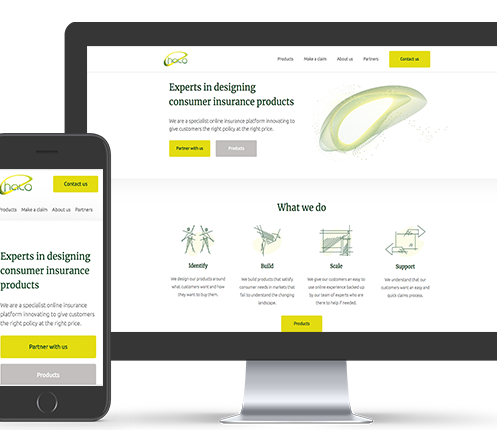 Chaco
Products Make a claim About us Partners Contact us
Experts in designing
consumer insurance products
We are a specialist online insurance platform innovating to
give customers the right policy at the right price.
Partner with us Products
What we do
Identify Build Scale Support
We design our products around
what customers want and how
they want to buy them.
We build products that satisfy
consumer needs in markets that
fail to understand the changing
landscape.
We give our customers an easy to
use online experience backed up
by our team of experts who are
there to help if needed.
We understand that our
customers want an easy and
quick claims process.
Products
Chaco
Contact us
Products Make a claim About us Partners
Experts in designing
consumer insurance
products
We are a specialist online insurance
platform innovating to give customers
the right policy at the right price.
Partner with us
Products